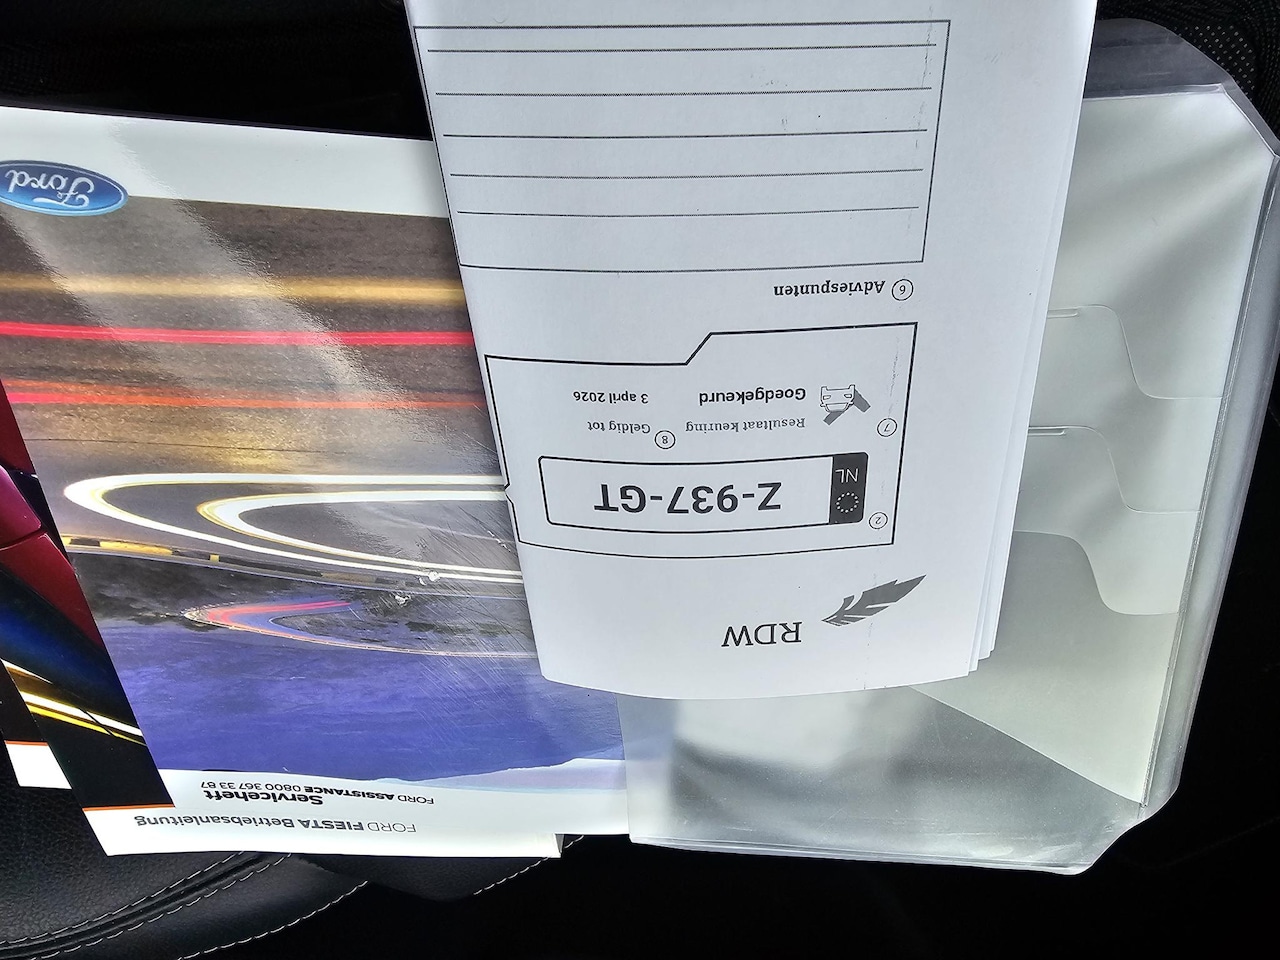 RDW
2
NL
Z-937-GT
7
Resultaat keuring
Goedgekeurd
8
Geldig tot
3 april 2026
6 Adviespunten
FORD FIESTA Betriebsanleitung
FORD ASSISTANCE 0800 367 33 87
Serviceheft
Ford